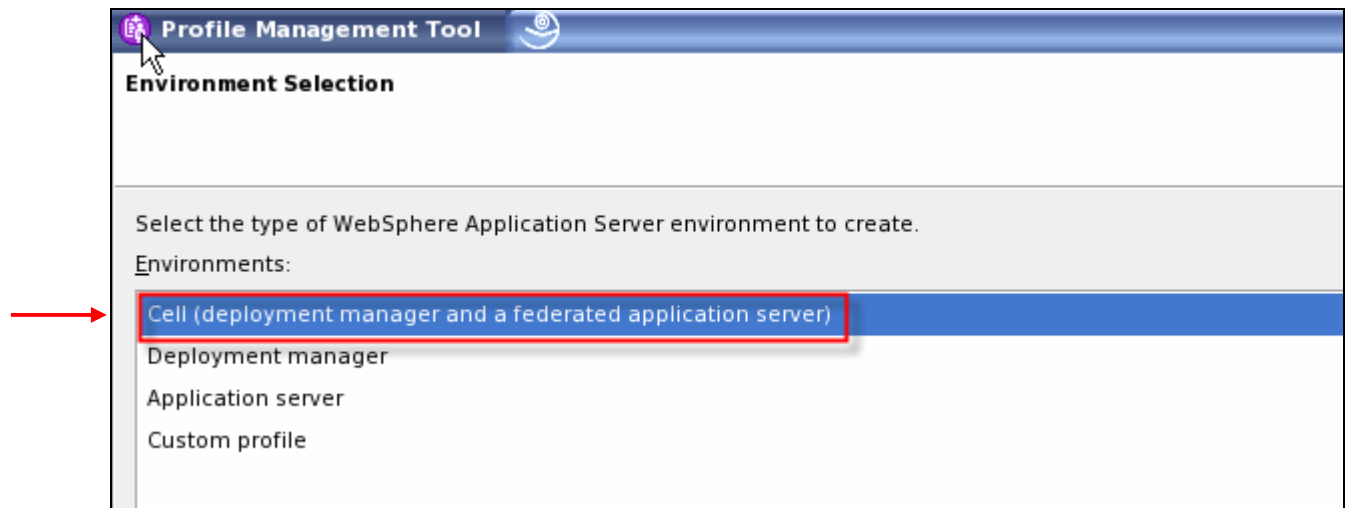 Profile Management Tool
Environment Selection
Select the type of WebSphere Application Server environment to create.
Environments:
Cell (deployment manager and a federated application server)
Deployment manager
Application server
Custom profile